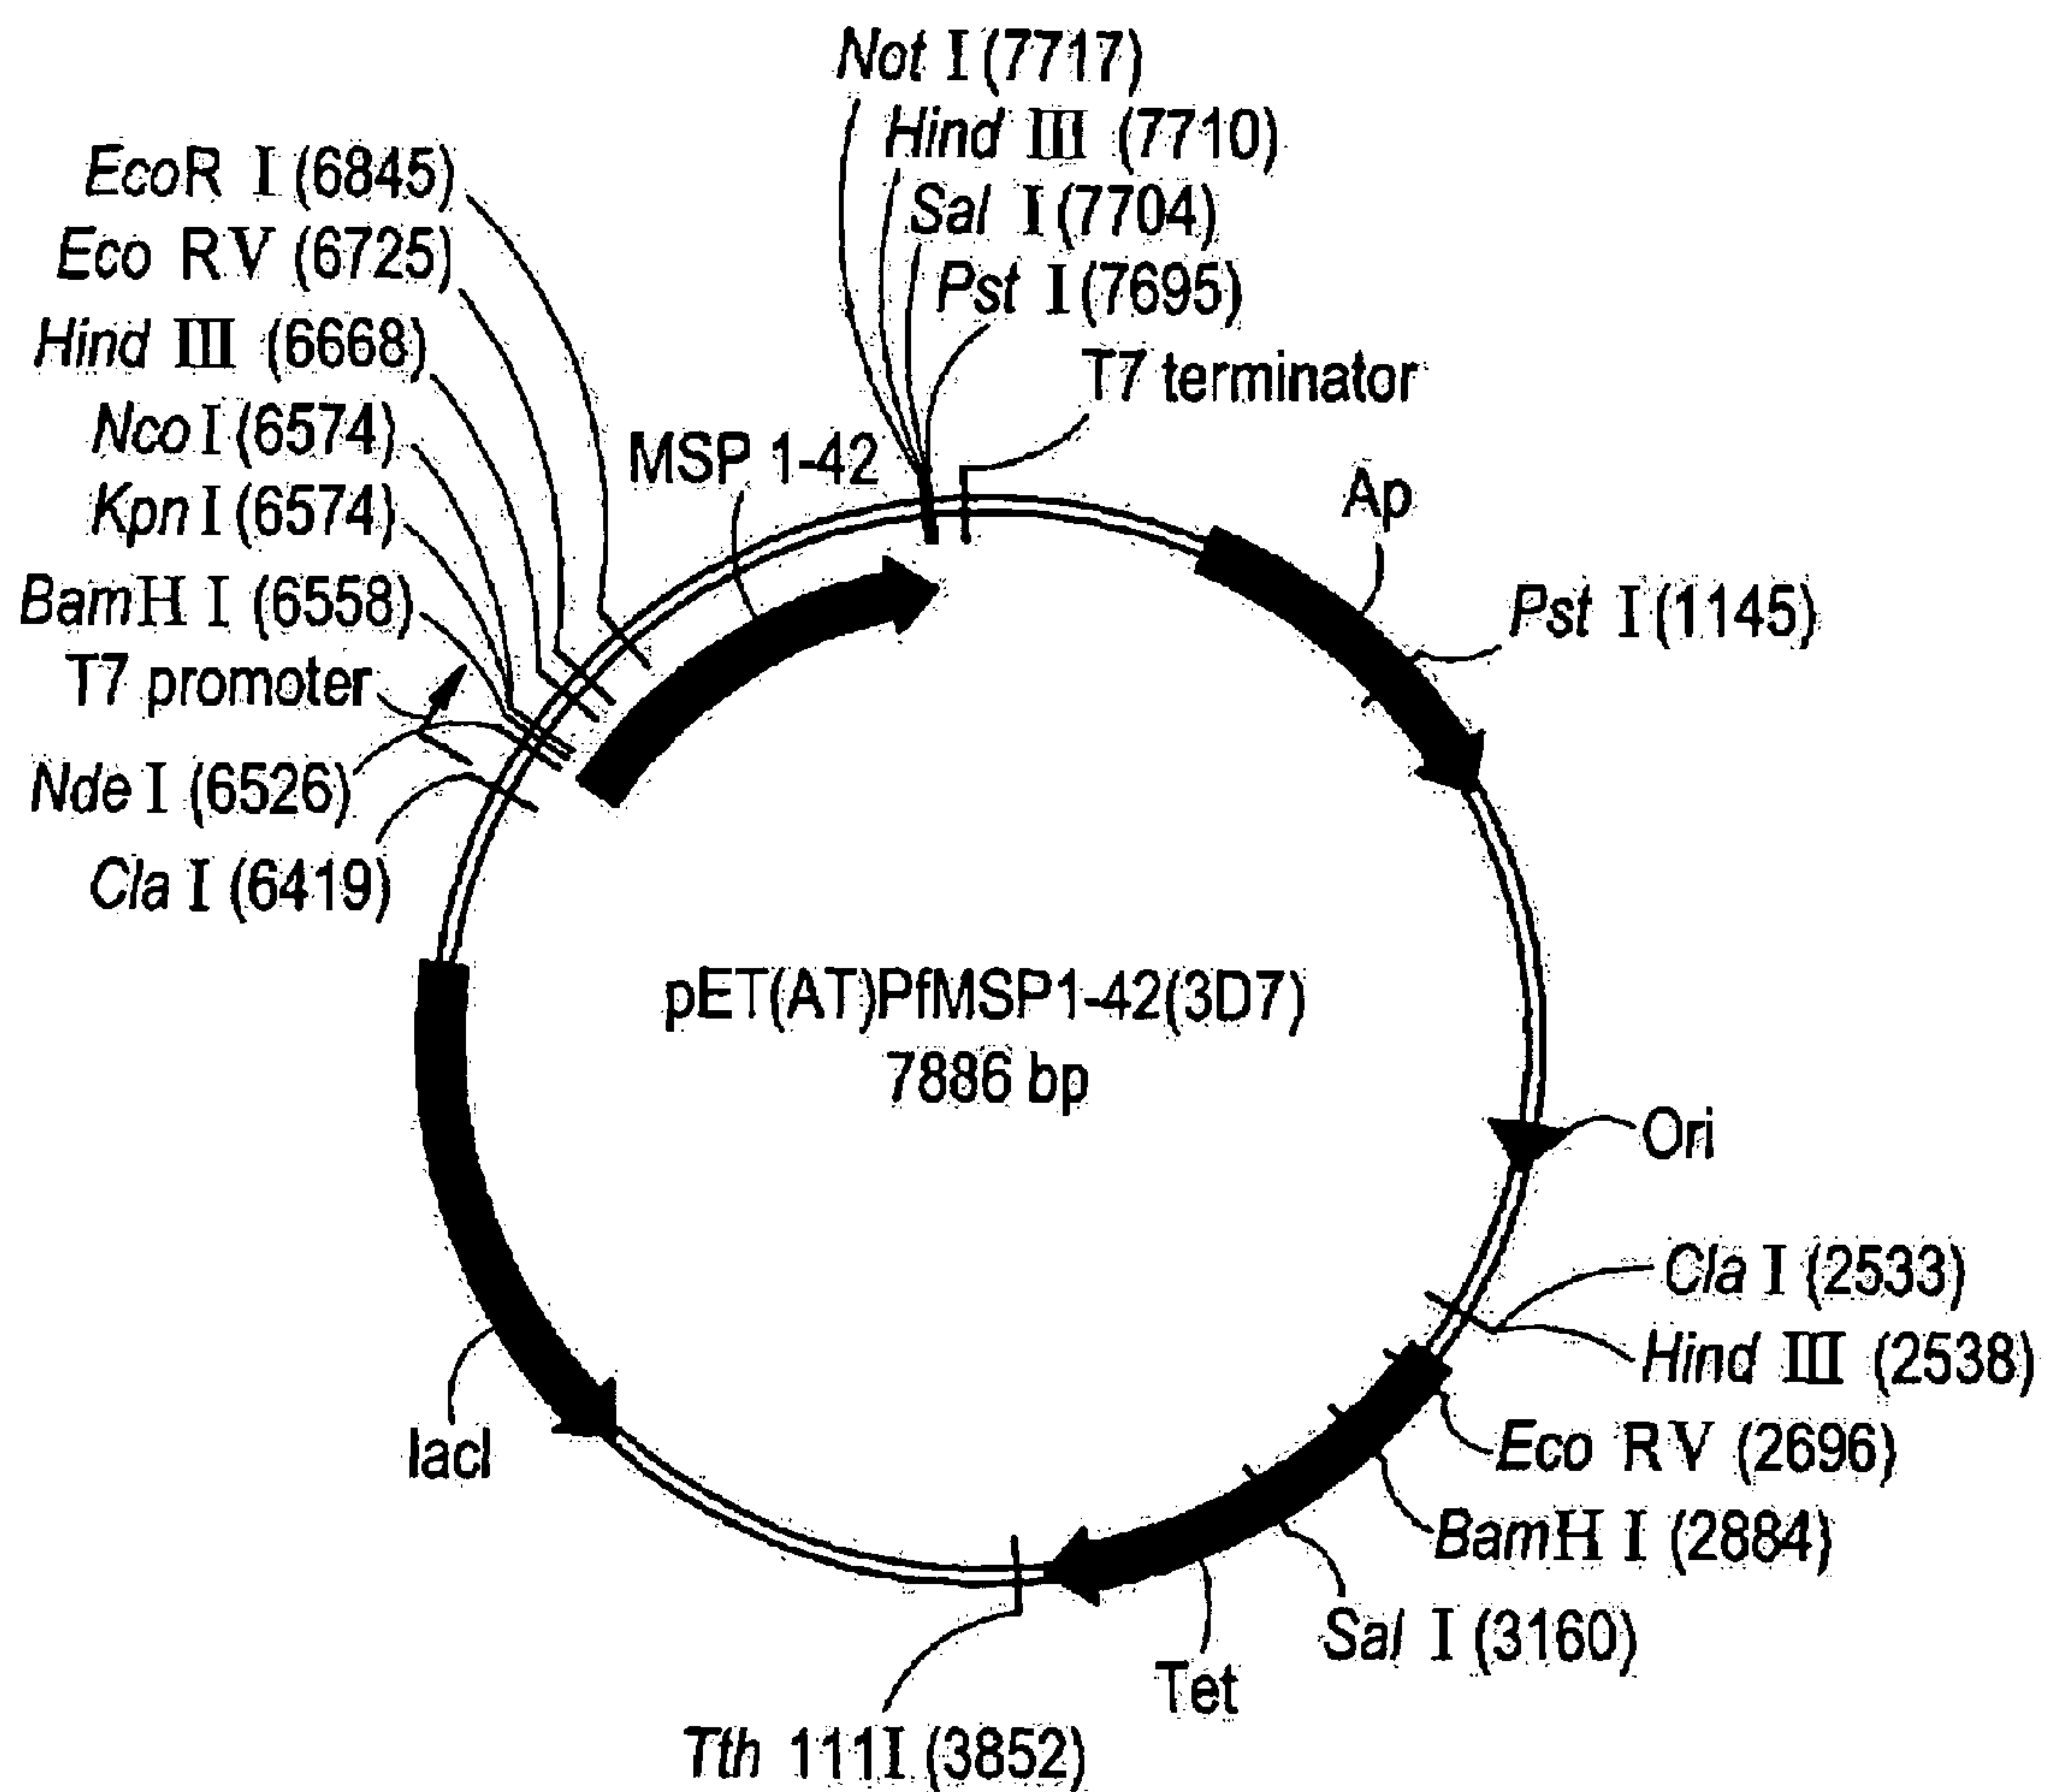 Not I (7717)
Hind III (7710)
Sal I (7704)
Pst I (7695)
T7 terminator
EcoR I (6845)
Eco RV (6725)
Hind III (6668)
Nco I (6574)
Kpn I (6574)
BamH I (6558)
T7 promoter
Nde I (6526)
Cla I (6419)
MSP 1-42
Ap
Pst I (1145)
pET(AT)PfMSP1-42(3D7)
7886 bp
Ori
Cla I (2533)
Hind III (2538)
Eco RV (2696)
BamH I (2884)
Sal I (3160)
Tet
Tth 111I (3852)
lacI